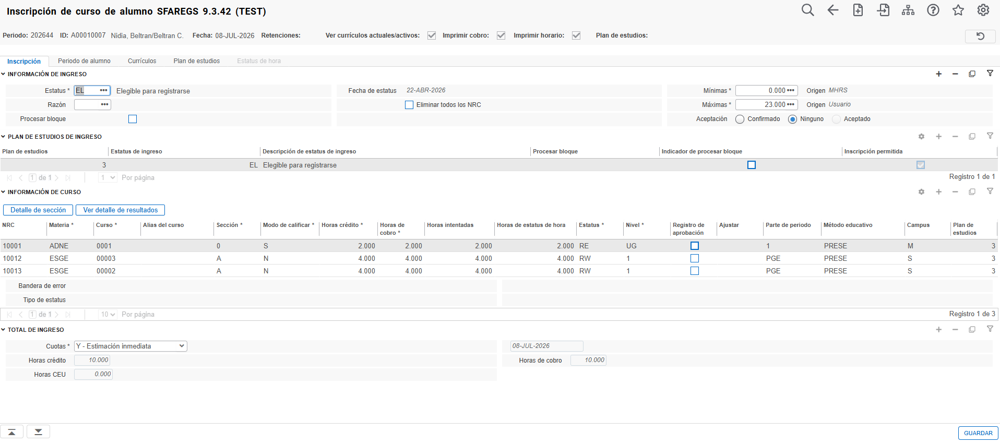 Inscripción de curso de alumno SFAREGS 9.3.42 (TEST)
Periodo: 202644 ID: A00010007 Nidia, Beltran/Beltran C. Fecha: 08-JUL-2026 Retenciones: Ver currículos actuales/activos: Imprimir cobro: Imprimir horario: Plan de estudios:
Inscripción Periodo de alumno Currículos Plan de estudios Estatus de hora
INFORMACIÓN DE INGRESO
Estatus * EL Elegible para registrarse Fecha de estatus 22-ABR-2026 Mínimas * 0.000 Origen MHRS
Razón Eliminar todos los NRC Máximas * 23.000 Origen Usuario
Procesar bloque Aceptación Confirmado Ninguno Aceptado
PLAN DE ESTUDIOS DE INGRESO
Plan de estudios Estatus de ingreso Descripción de estatus de ingreso Procesar bloque Indicador de procesar bloque Inscripción permitida
3 EL Elegible para registrarse
1 de 1 1 Por página Registro 1 de 1
INFORMACIÓN DE CURSO
Detalle de sección Ver detalle de resultados
NRC Materia * Curso * Alias del curso Sección * Modo de calificar * Horas crédito * Horas de cobro * Horas intentadas Horas de estatus de hora Estatus * Nivel * Registro de aprobación Ajustar Parte de periodo Método educativo Campus Plan de estudios
10001 ADNE 0001 0 S 2.000 2.000 2.000 2.000 RE UG 1 PRESE M 3
10012 ESGE 00003 A N 4.000 4.000 4.000 4.000 RW 1 PGE PRESE S 3
10013 ESGE 00002 A N 4.000 4.000 4.000 4.000 RW 1 PGE PRESE S 3
Bandera de error
Tipo de estatus
1 de 1 10 Por página Registro 1 de 3
TOTAL DE INGRESO
Cuotas * Y - Estimación inmediata 08-JUL-2026
Horas crédito 10.000 Horas de cobro 10.000
Horas CEU 0.000
GUARDAR